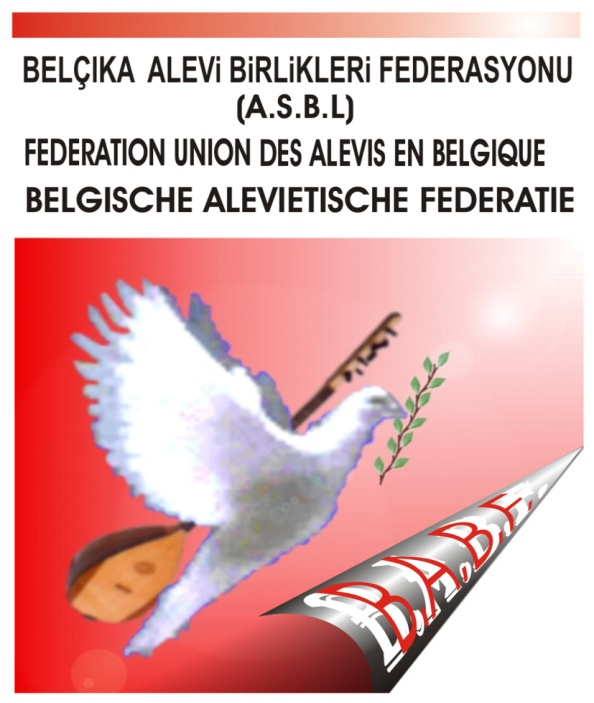 BELÇIKA ALEVi BiRLiKLERi FEDERASYONU
(A.S.B.L)
FEDERATION UNION DES ALEVIS EN BELGIQUE
BELGISCHE ALEVIETISCHE FEDERATIE
B.A.B.F.